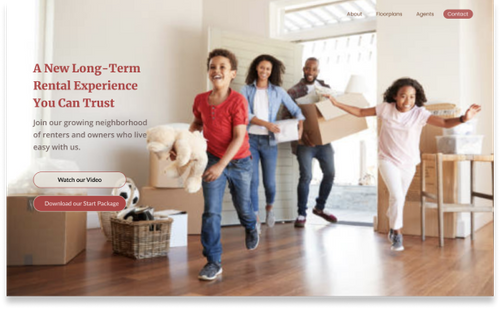 About Floorplans Agents Contact
A New Long-Term
Rental Experience
You Can Trust
Join our growing neighborhood
of renters and owners who live
easy with us.
Watch our Video
Download our Start Package